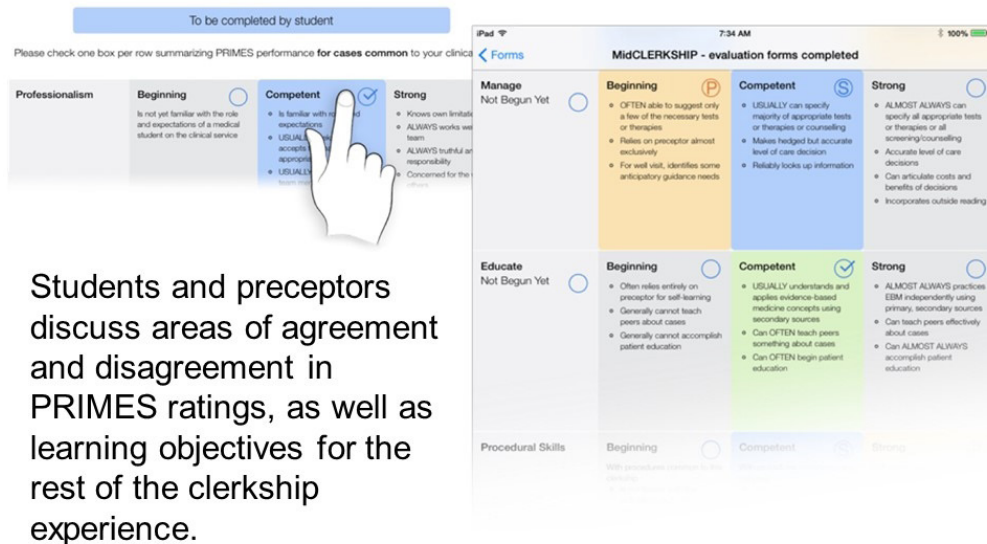 To be completed by student
Please check one box per row summarizing PRIMES performance for cases common to your clinica
Professionalism
Beginning
Is not yet familiar with the role
and expectations of a medical
student on the clinical service
Competent
Is familiar with
expectations
USUALLY
accepts
appropria
USUALLY
Strong
Knows own limitati
ALWAYS works we
team
ALWAYS truthful an
responsibility
Concerned for the
others
Students and preceptors
discuss areas of agreement
and disagreement in
PRIMES ratings, as well as
learning objectives for the
rest of the clerkship
experience.
iPad
7:34 AM
100%
Forms
MidCLERKSHIP - evaluation forms completed
Manage
Not Begun Yet
Beginning
P
OFTEN able to suggest only
a few of the necessary tests
or therapies
Relies on preceptor almost
exclusively
For well visit, identifies some
anticipatory guidance needs
Competent
S
USUALLY can specify
majority of appropriate tests
or therapies or counselling
Makes hedged but accurate
level of care decision
Reliably looks up information
Strong
ALMOST ALWAYS can
specify all appropriate tests
or therapies or all
screening/counselling
Accurate level of care
decisions
Can articulate costs and
benefits of decisions
Incorporates outside reading
Educate
Not Begun Yet
Beginning
Often relies entirely on
preceptor for self-learning
Generally cannot teach
peers about cases
Generally cannot accomplish
patient education
Competent
USUALLY understands and
applies evidence-based
medicine concepts using
secondary sources
Can OFTEN teach peers
something about cases
Can OFTEN begin patient
education
Strong
ALMOST ALWAYS practices
EBM independently using
primary, secondary sources
Can teach peers effectively
about cases
Can ALMOST ALWAYS
accomplish patient
education
Procedural Skills
Beginning
With procedures common to the
Competent
Strong